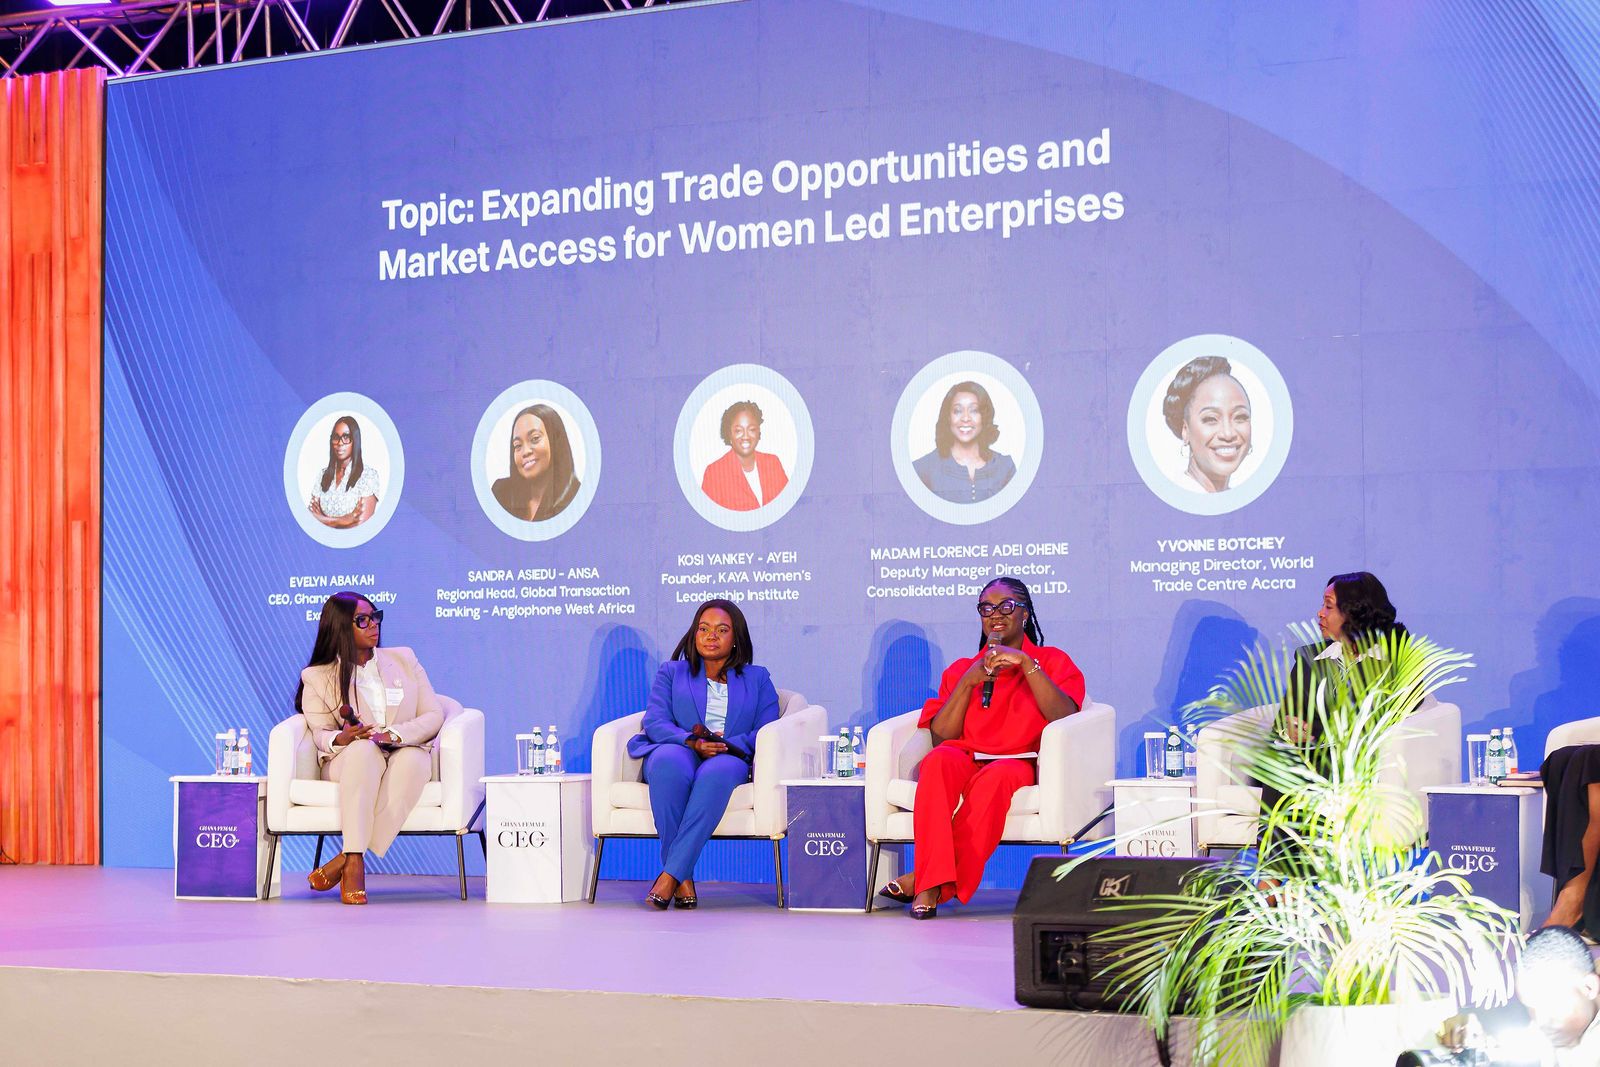 Topic: Expanding Trade Opportunities and
Market Access for Women Led Enterprises
EVELYN ABAKAH
CEO, Ghana
SANDRA ASIEDU - ANSA
Regional Head, Global Transaction
Banking - Anglophone West Africa
KOSI YANKEY - AYEH
Founder, KAYA Women's
Leadership Institute
MADAM FLORENCE ADEI OHENE
Deputy Manager Director,
Consolidated LTD.
YVONNE BOTCHEY
Managing Director, World
Trade Centre Accra
GHANA FEMALE
CEO
GHANA FEMALE
CEO
GHANA FEMALE
CEO
GHANA FEMALE
CEO
GHANA FEMALE
CEO